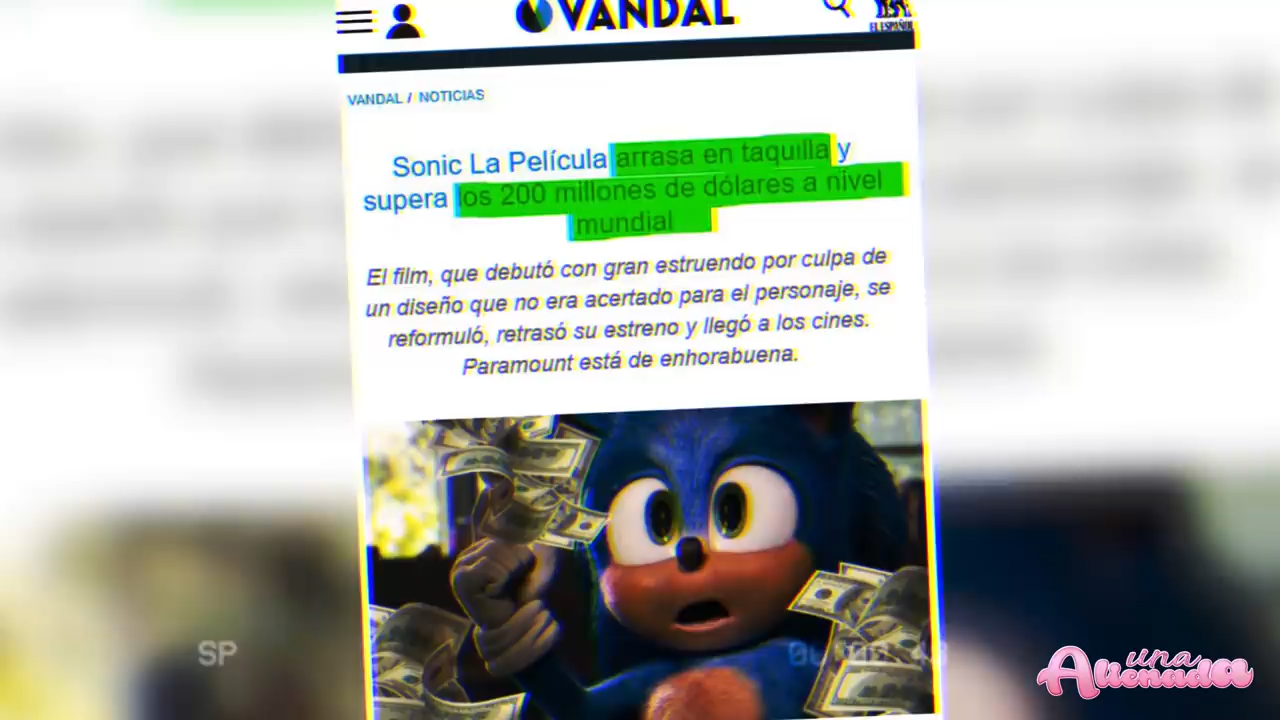 VANDAL
EL ESPAÑOL
VANDAL / NOTICIAS
Sonic La Película arrasa en taquilla y
supera los 200 millones de dólares a nivel
mundial
El film, que debutó con gran estruendo por culpa de
un diseño que no era acertado para el personaje, se
reformuló, retrasó su estreno y llegó a los cines.
Paramount está de enhorabuena.
SP
una